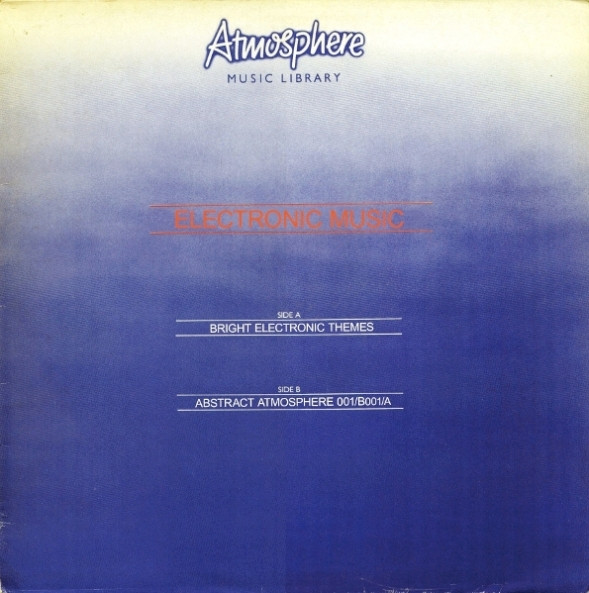 Atmosphere
MUSIC LIBRARY
ELECTRONIC MUSIC
SIDE A
BRIGHT ELECTRONIC THEMES
SIDE B
ABSTRACT ATMOSPHERE 001/B001/A